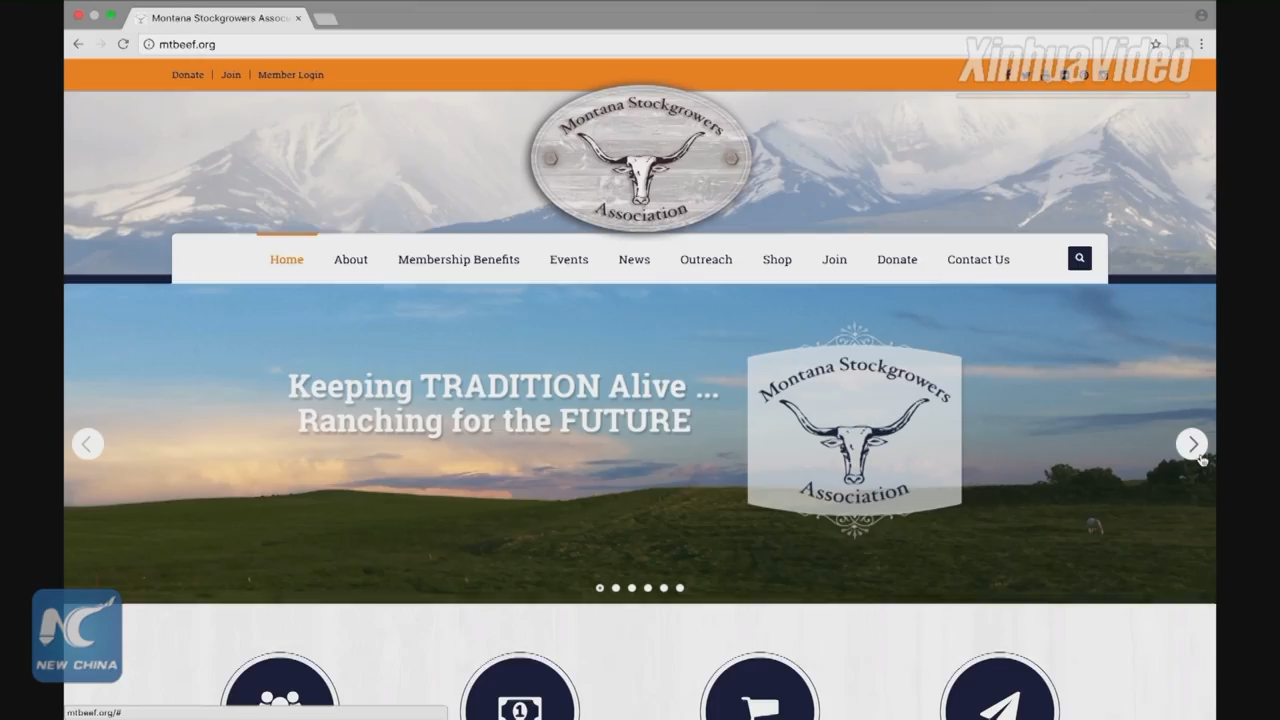 Montana Stockgrowers Assoc
mtbeef.org
XinhuaVideo
Donate | Join | Member Login
Montana Stockgrowers
Association
Home About Membership Benefits Events News Outreach Shop Join Donate Contact Us
Keeping TRADITION Alive ...
Ranching for the FUTURE
Montana Stockgrowers
Association
NC
NEW CHINA
1
mtbeef.org/#